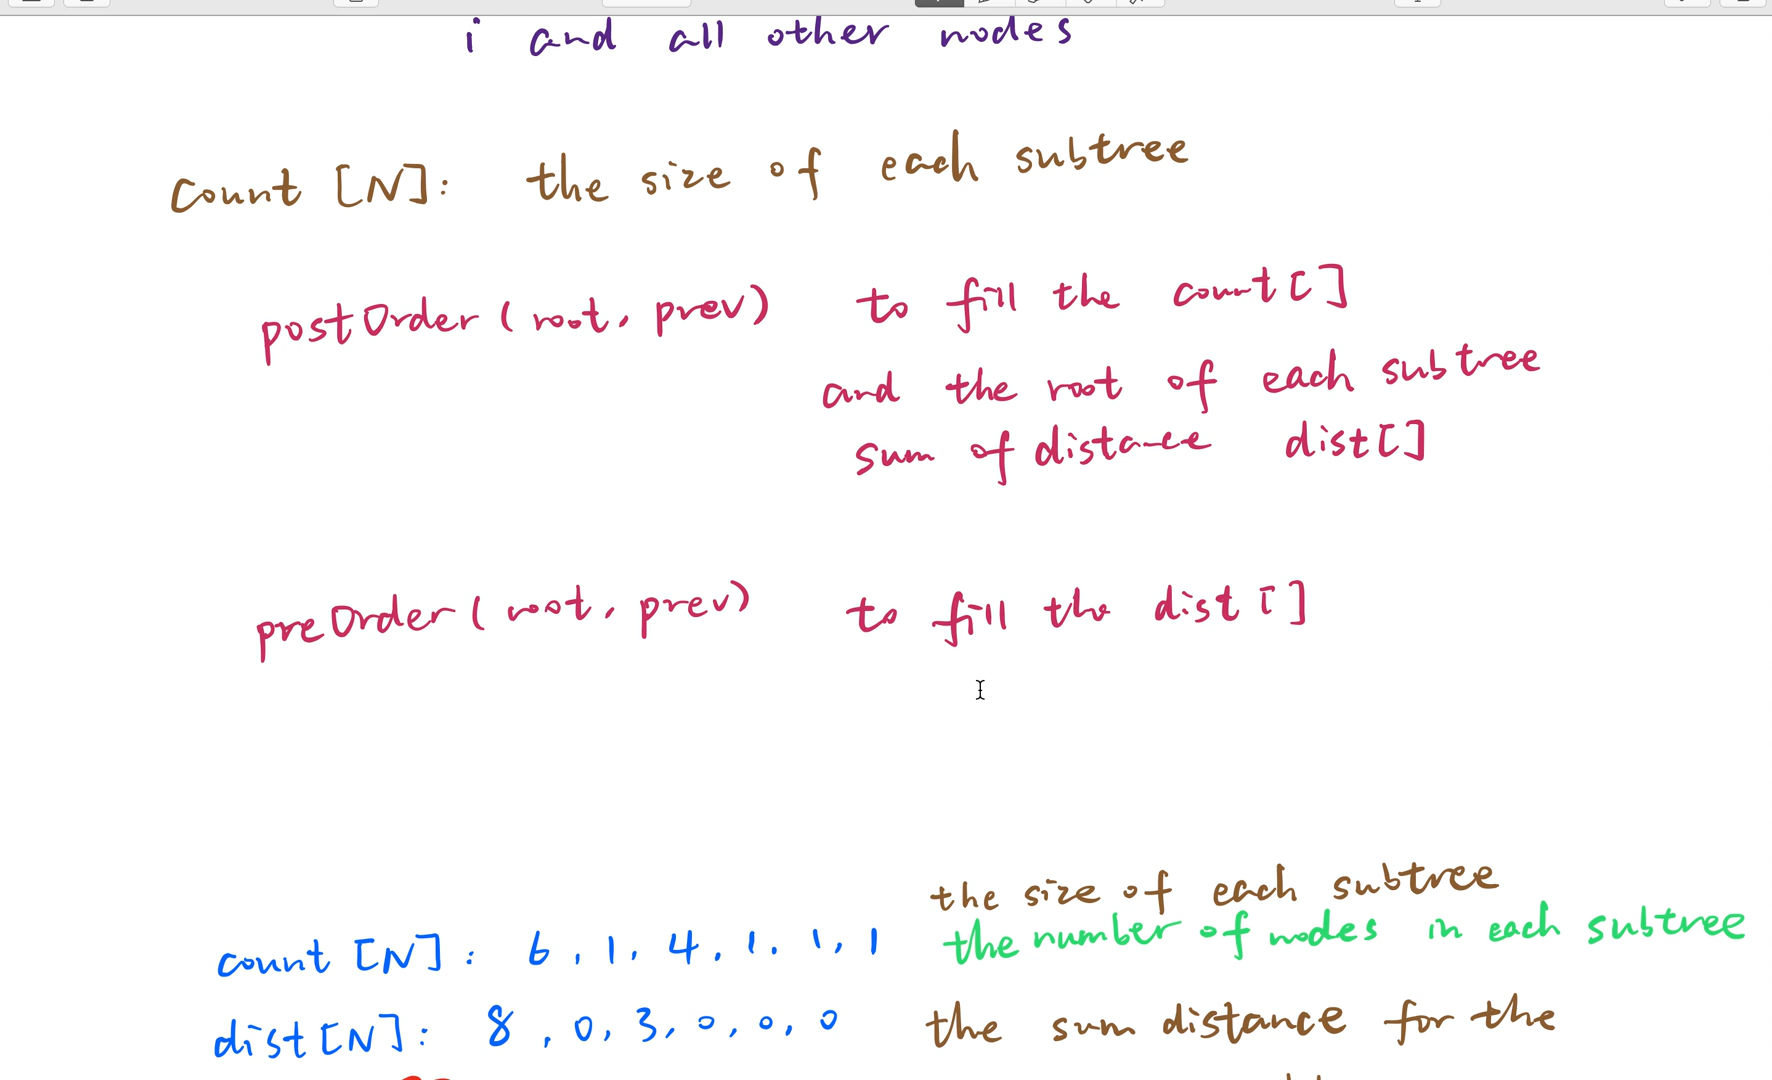 i and all other nodes
count [N]: the size of each subtree
postOrder (root, prev) to fill the count []
and the root of each subtree
sum of distance dist[]
preOrder (root, prev) to fill the dist []
the size of each subtree
count [N]: 6, 1, 4, 1, 1, 1 the number of nodes in each subtree
dist [N]: 8, 0, 3, 0, 0, 0 the sum distance for the